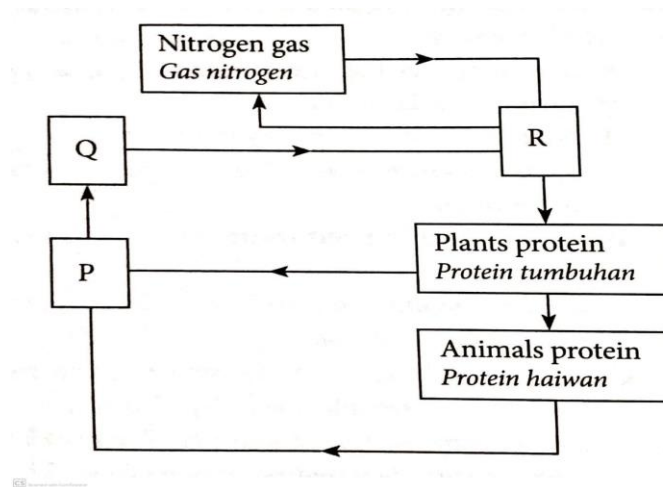 Nitrogen gas
Gas nitrogen
Q
R
P
Plants protein
Protein tumbuhan
Animals protein
Protein haiwan